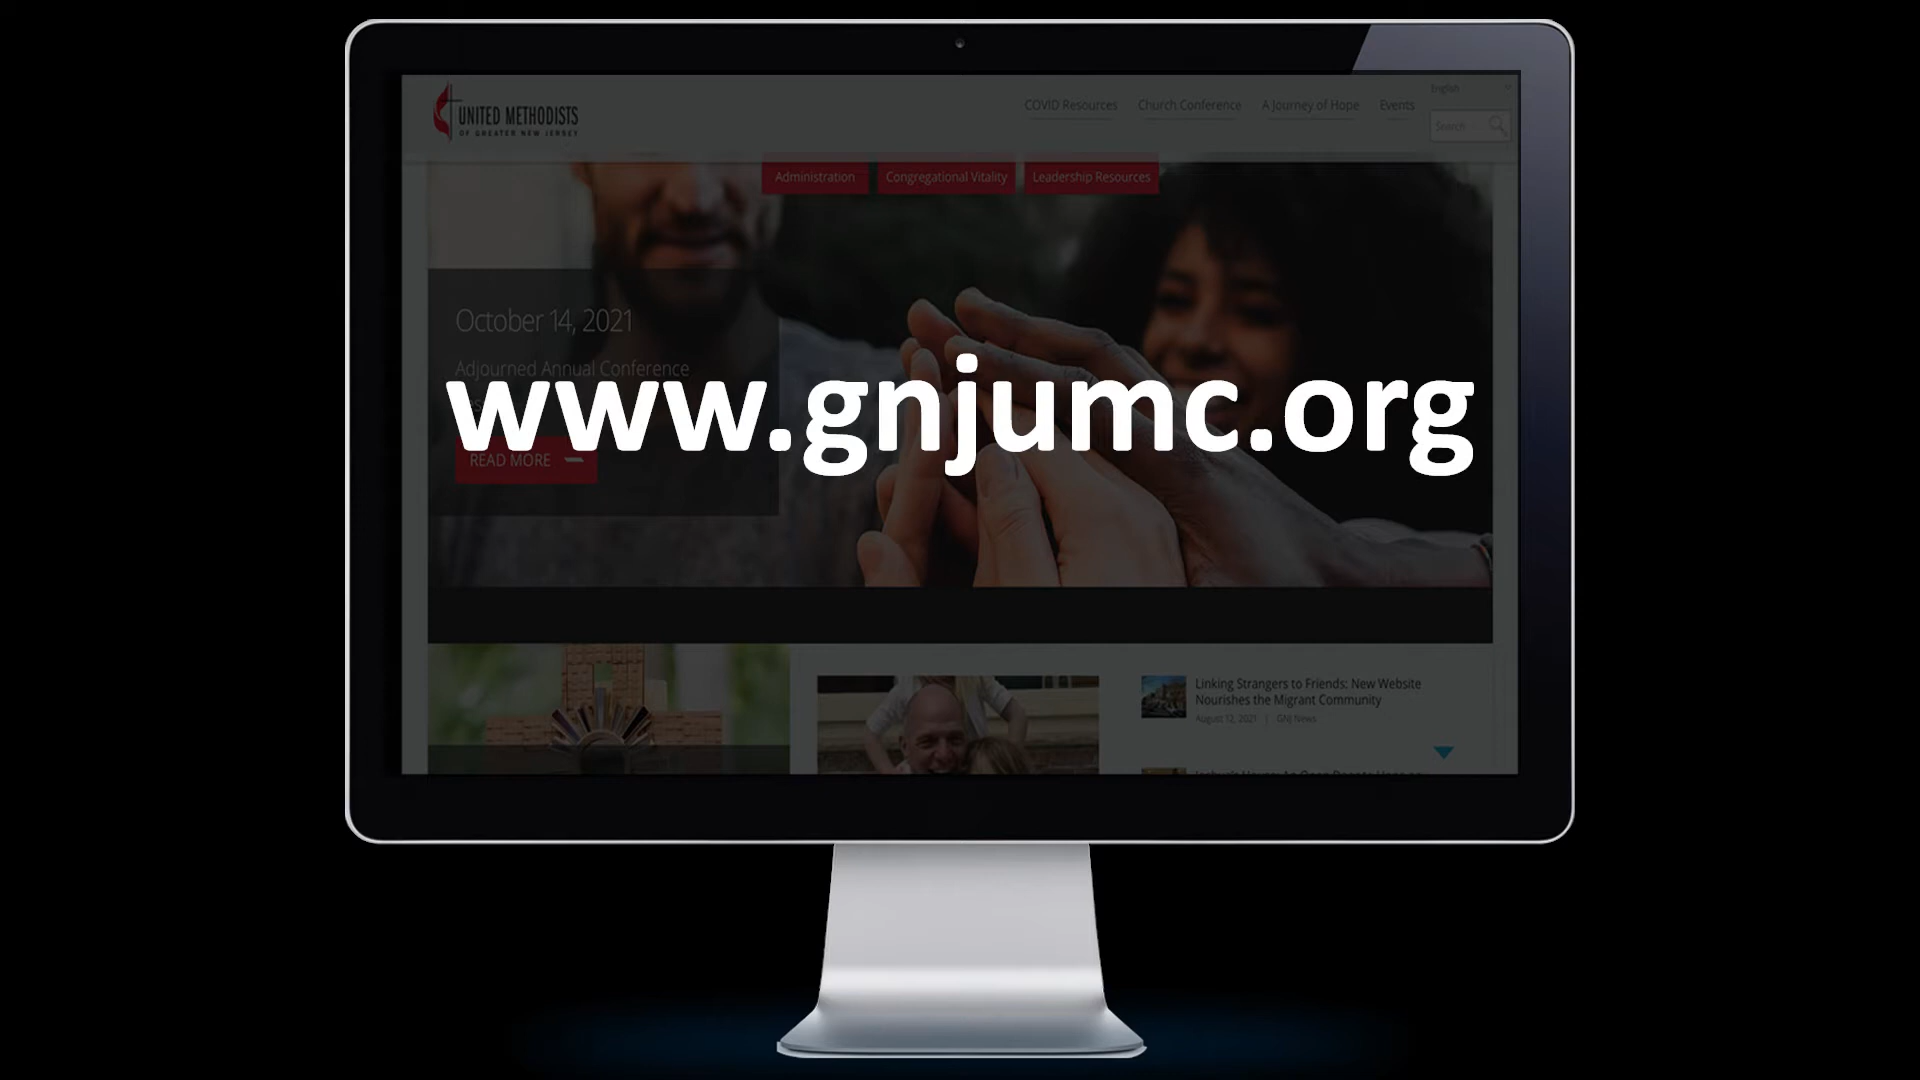 UNITED METHODISTS
OF GREATER NEW JERSEY
COVID Resources
Church Conference
A Journey of Hope
Events
English
Search
Administration
Congregational Vitality
Leadership Resources
October 14, 2021
Adjourned Annual Conference
www.gnjumc.org
READ MORE
Linking Strangers to Friends: New Website
Nourishes the Migrant Community
August 12, 2021 | GNJ News